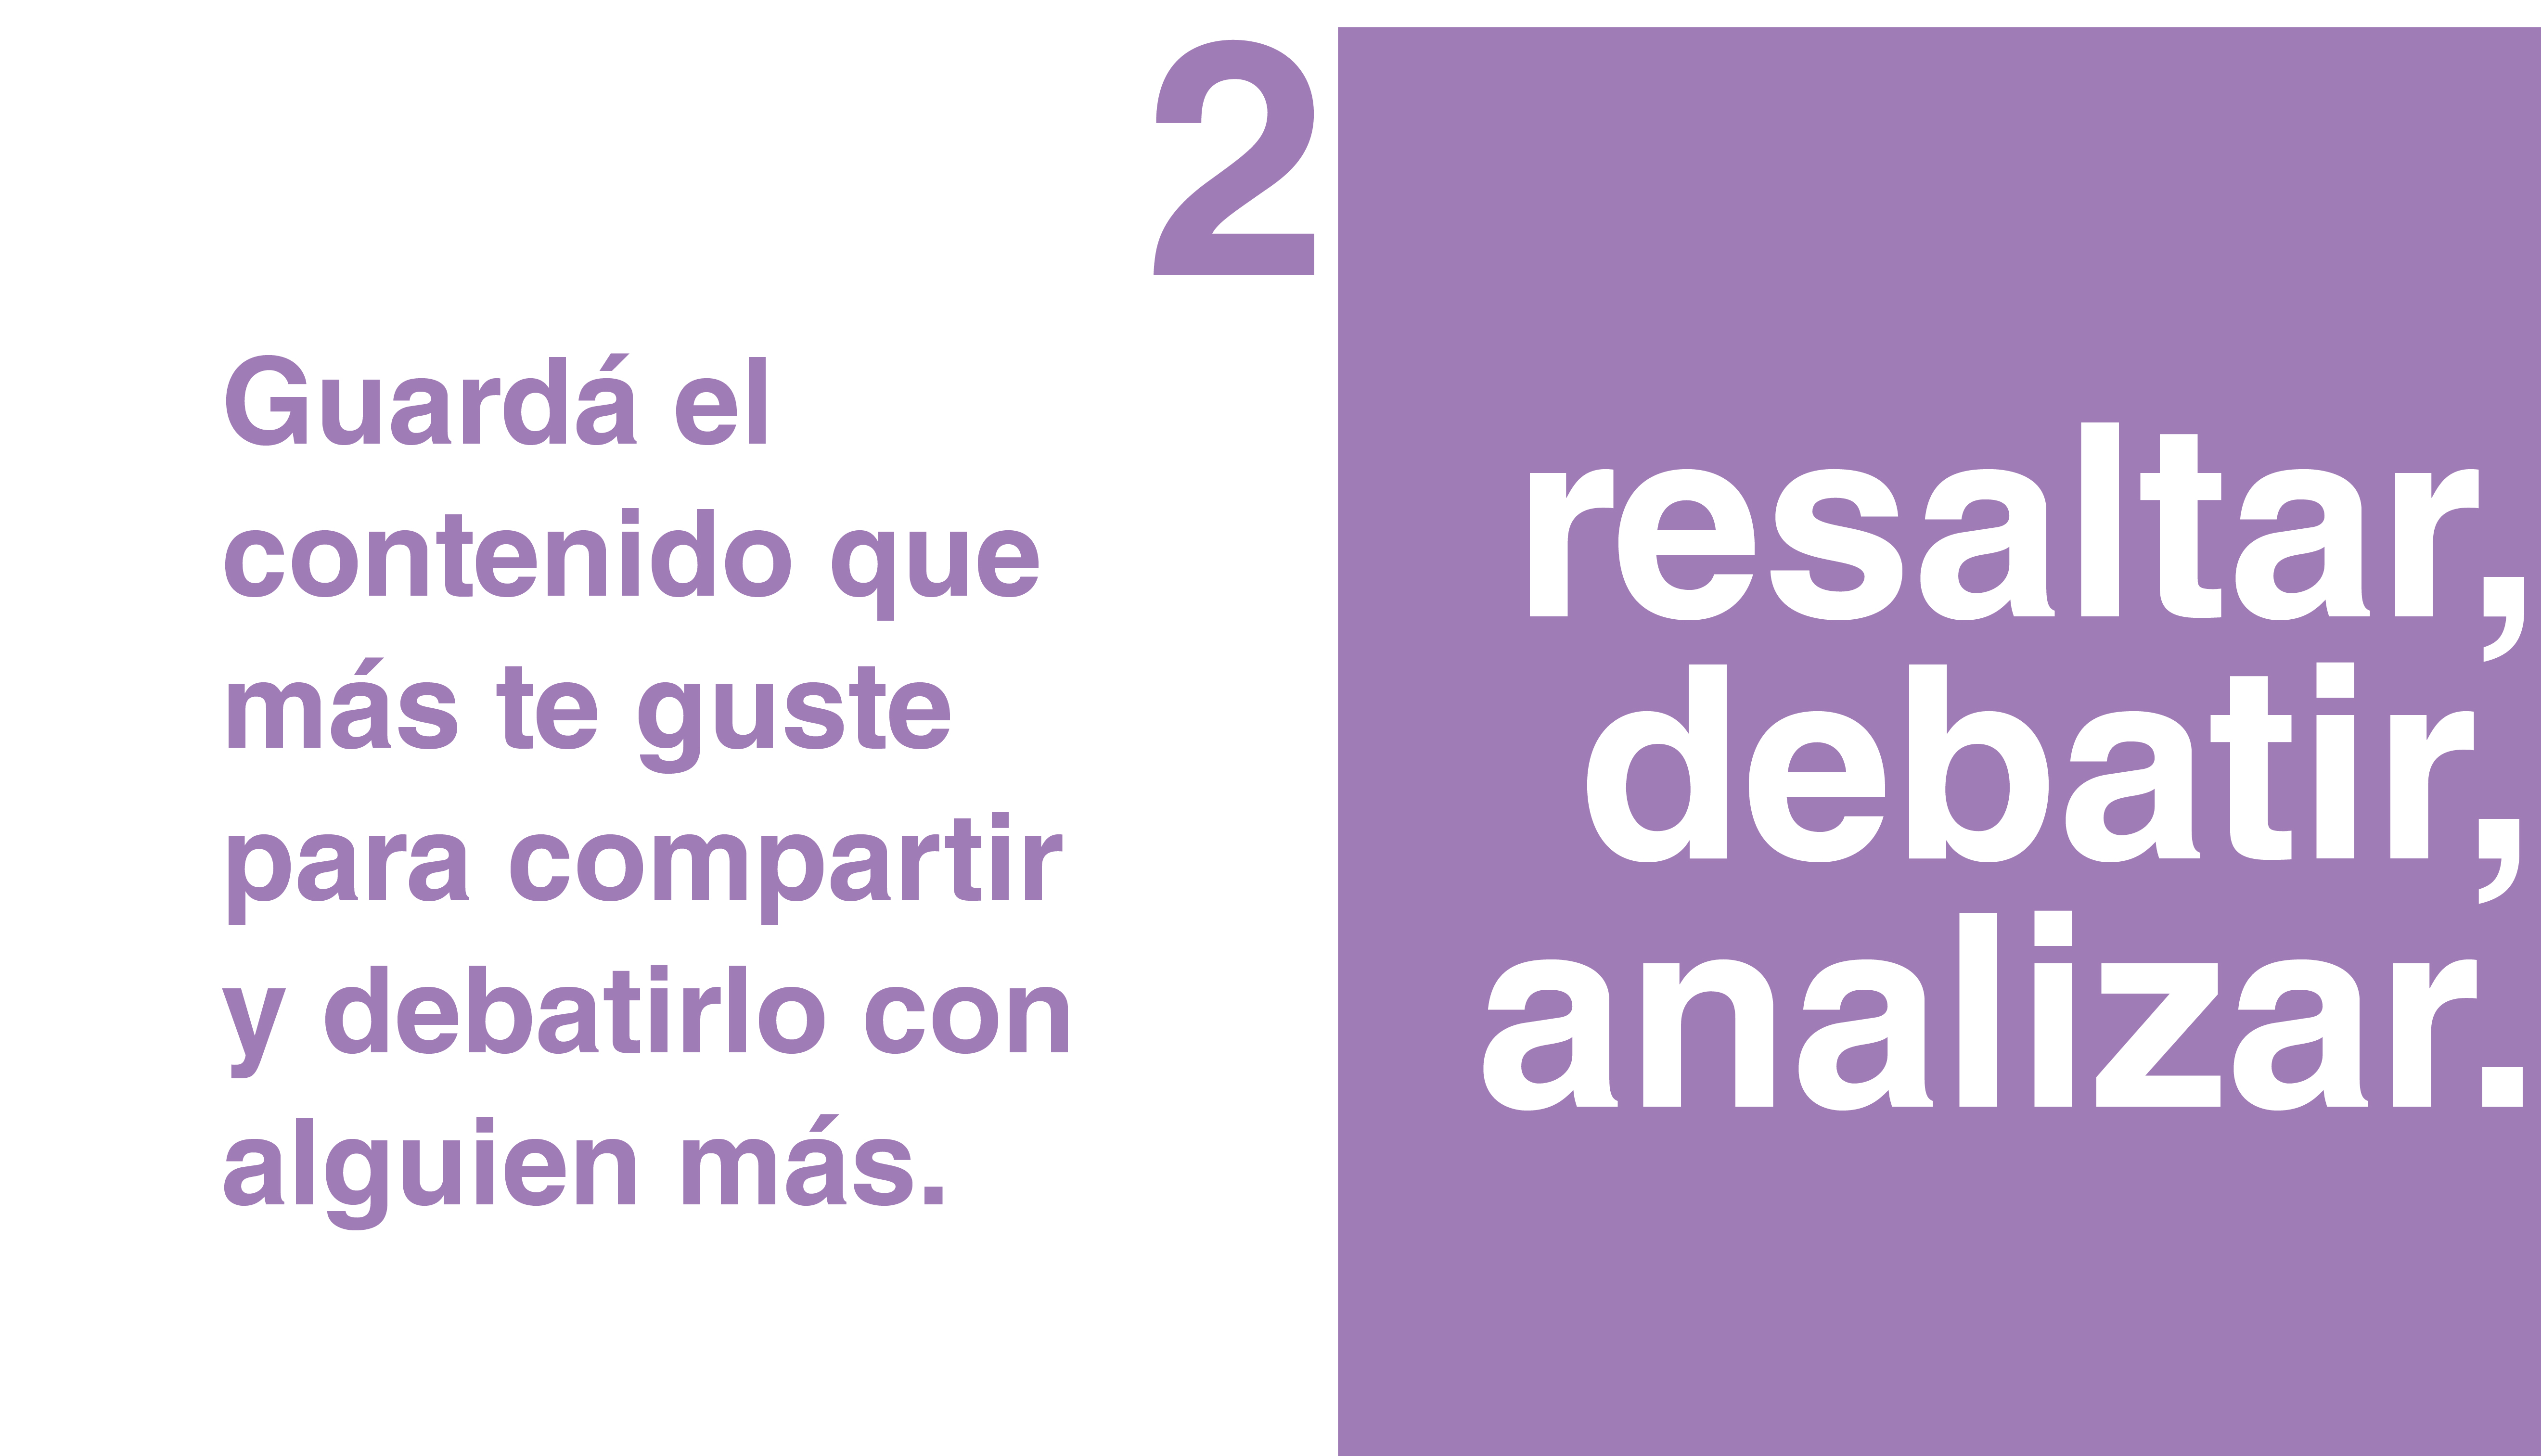 2
Guardá el
contenido que
más te guste
para compartir
y debatirlo con
alguien más.
resaltar,
debatir,
analizar.